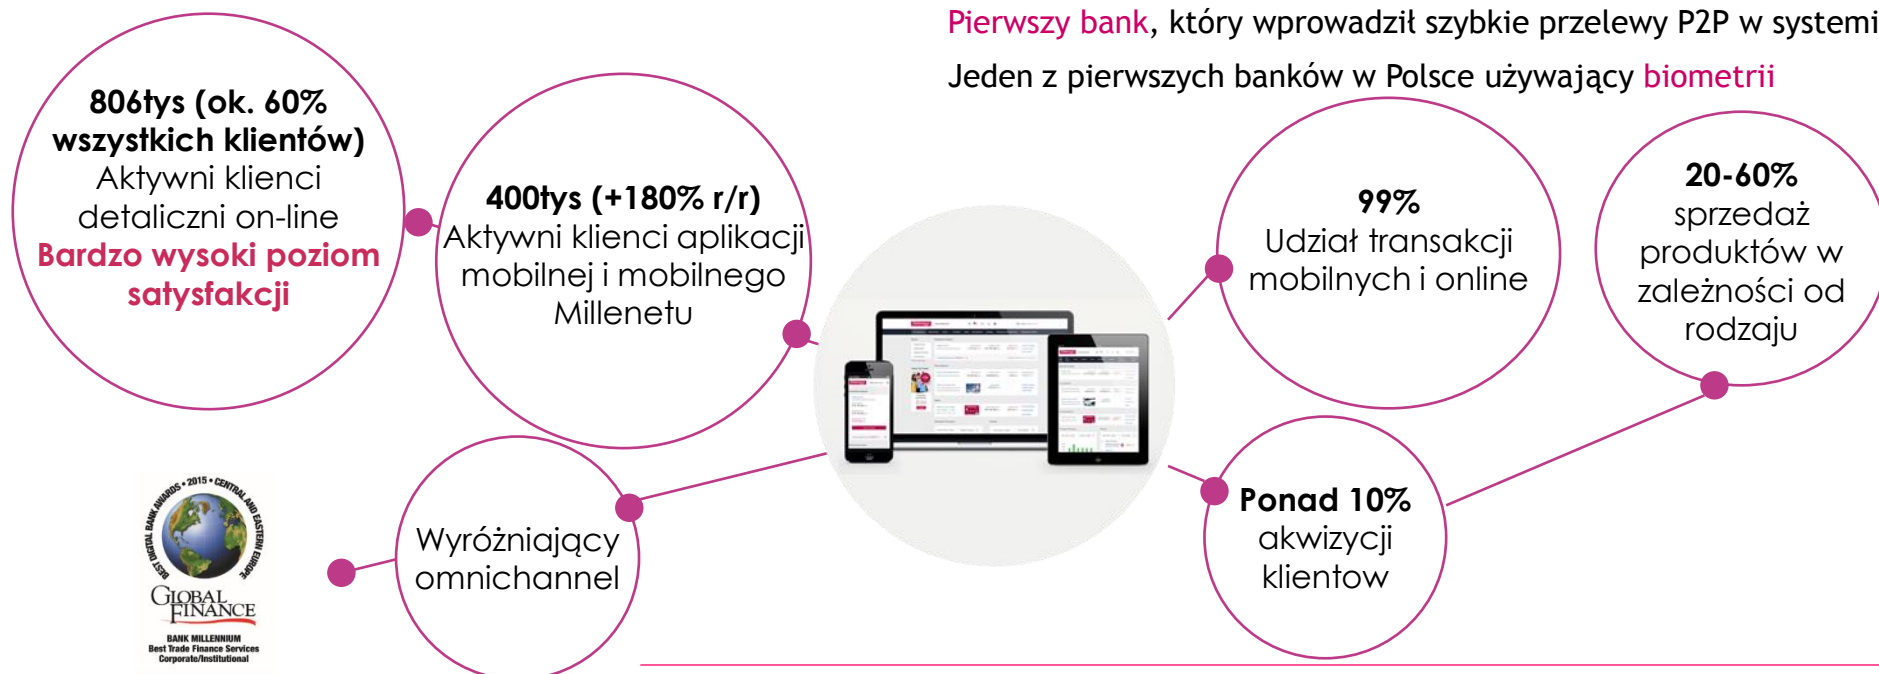 Pierwszy bank, który wprowadził szybkie przelewy P2P w systemi
Jeden z pierwszych banków w Polsce używający biometrii
806tys (ok. 60%
wszystkich klientów)
Aktywni klienci
detaliczni on-line
Bardzo wysoki poziom
satysfakcji
400tys (+180% r/r)
Aktywni klienci aplikacji
mobilnej i mobilnego
Millenetu
99%
Udział transakcji
mobilnych i online
20-60%
sprzedaż
produktów w
zależności od
rodzaju
Wyróżniający
omnichannel
Ponad 10%
akwizycji
klientow
BEST DIGITAL BANK AWARDS • 2015 • CENTRAL AND EASTERN EUROPE
GLOBAL
FINANCE
BANK MILLENNIUM
Best Trade Finance Services
Corporate/Institutional